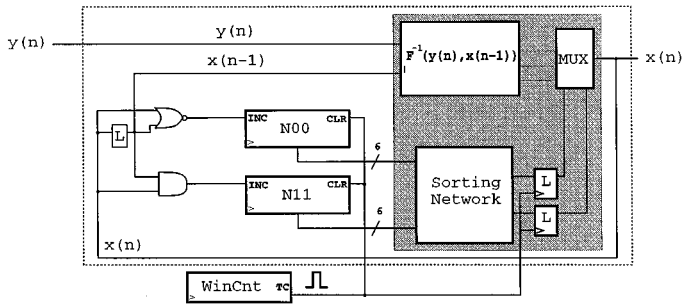 y(n)
y(n)
x(n-1)
F⁻¹(y(n),x(n-1))
MUX
x(n)
L
INC
CLR
N00
6
INC
CLR
N11
6
Sorting
Network
L
L
x(n)
WinCnt
TC